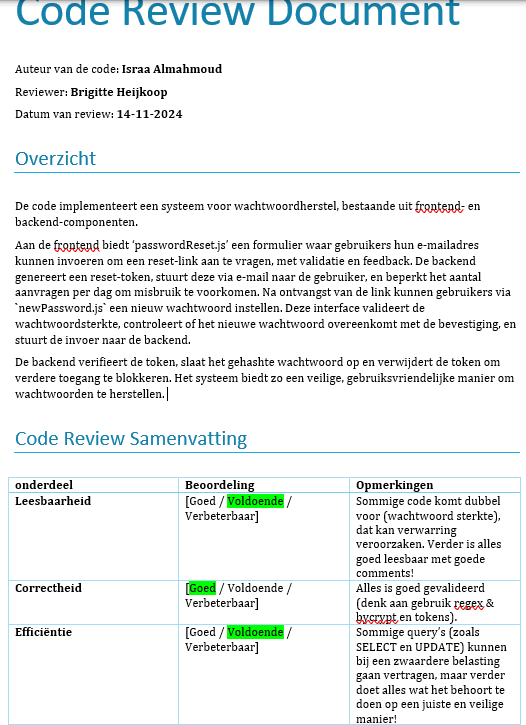 Code Review Document
Auteur van de code: Israa Almahmoud
Reviewer: Brigitte Heijkoop
Datum van review: 14-11-2024
Overzicht
De code implementeert een systeem voor wachtwoordherstel, bestaande uit frontend- en
backend-componenten.
Aan de frontend biedt ‘passwordReset.js’ een formulier waar gebruikers hun e-mailadres
kunnen invoeren om een reset-link aan te vragen, met validatie en feedback. De backend
genereert een reset-token, stuurt deze via e-mail naar de gebruiker, en beperkt het aantal
aanvragen per dag om misbruik te voorkomen. Na ontvangst van de link kunnen gebruikers via
`newPassword.js` een nieuw wachtwoord instellen. Deze interface valideert de
wachtwoordsterkte, controleert of het nieuwe wachtwoord overeenkomt met de bevestiging, en
stuurt de invoer naar de backend.
De backend verifieert de token, slaat het gehashte wachtwoord op en verwijdert de token om
verdere toegang te blokkeren. Het systeem biedt zo een veilige, gebruiksvriendelijke manier om
wachtwoorden te herstellen.
Code Review Samenvatting
onderdeel Beoordeling Opmerkingen
Leesbaarheid
[Goed / Voldoende /
Verbeterbaar]
Sommige code komt dubbel
voor (wachtwoord sterkte),
dat kan verwarring
veroorzaken. Verder is alles
goed leesbaar met goede
comments!
Correctheid
[Goed / Voldoende /
Verbeterbaar]
Alles is goed gevalideerd
(denk aan gebruik regex &
bycrypt en tokens).
Efficiëntie
[Goed / Voldoende /
Verbeterbaar]
Sommige query’s (zoals
SELECT en UPDATE) kunnen
bij een zwaardere belasting
gaan vertragen, maar verder
doet alles wat het behoort te
doen op een juiste en veilige
manier!